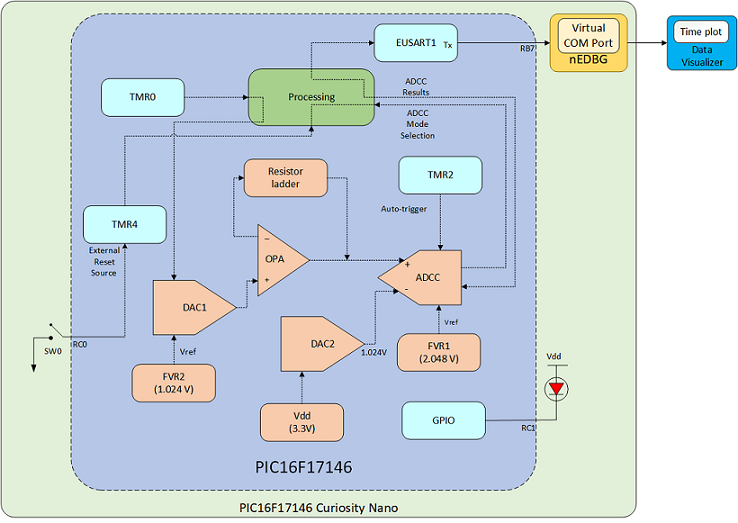 Virtual
COM Port
nEDBG
Time plot
Data
Visualizer
EUSART1
Tx
RB7
TMR0
Processing
ADCC
Results
ADCC
Mode
Selection
Resistor
ladder
TMR2
TMR4
Auto-trigger
External
Reset
Source
−
OPA
+
+
ADCC
-
DAC1
SW0
RC0
Vref
DAC2
1.024V
Vref
FVR1
(2.048 V)
Vdd
FVR2
(1.024 V)
Vdd
(3.3V)
GPIO
RC1
PIC16F17146
PIC16F17146 Curiosity Nano